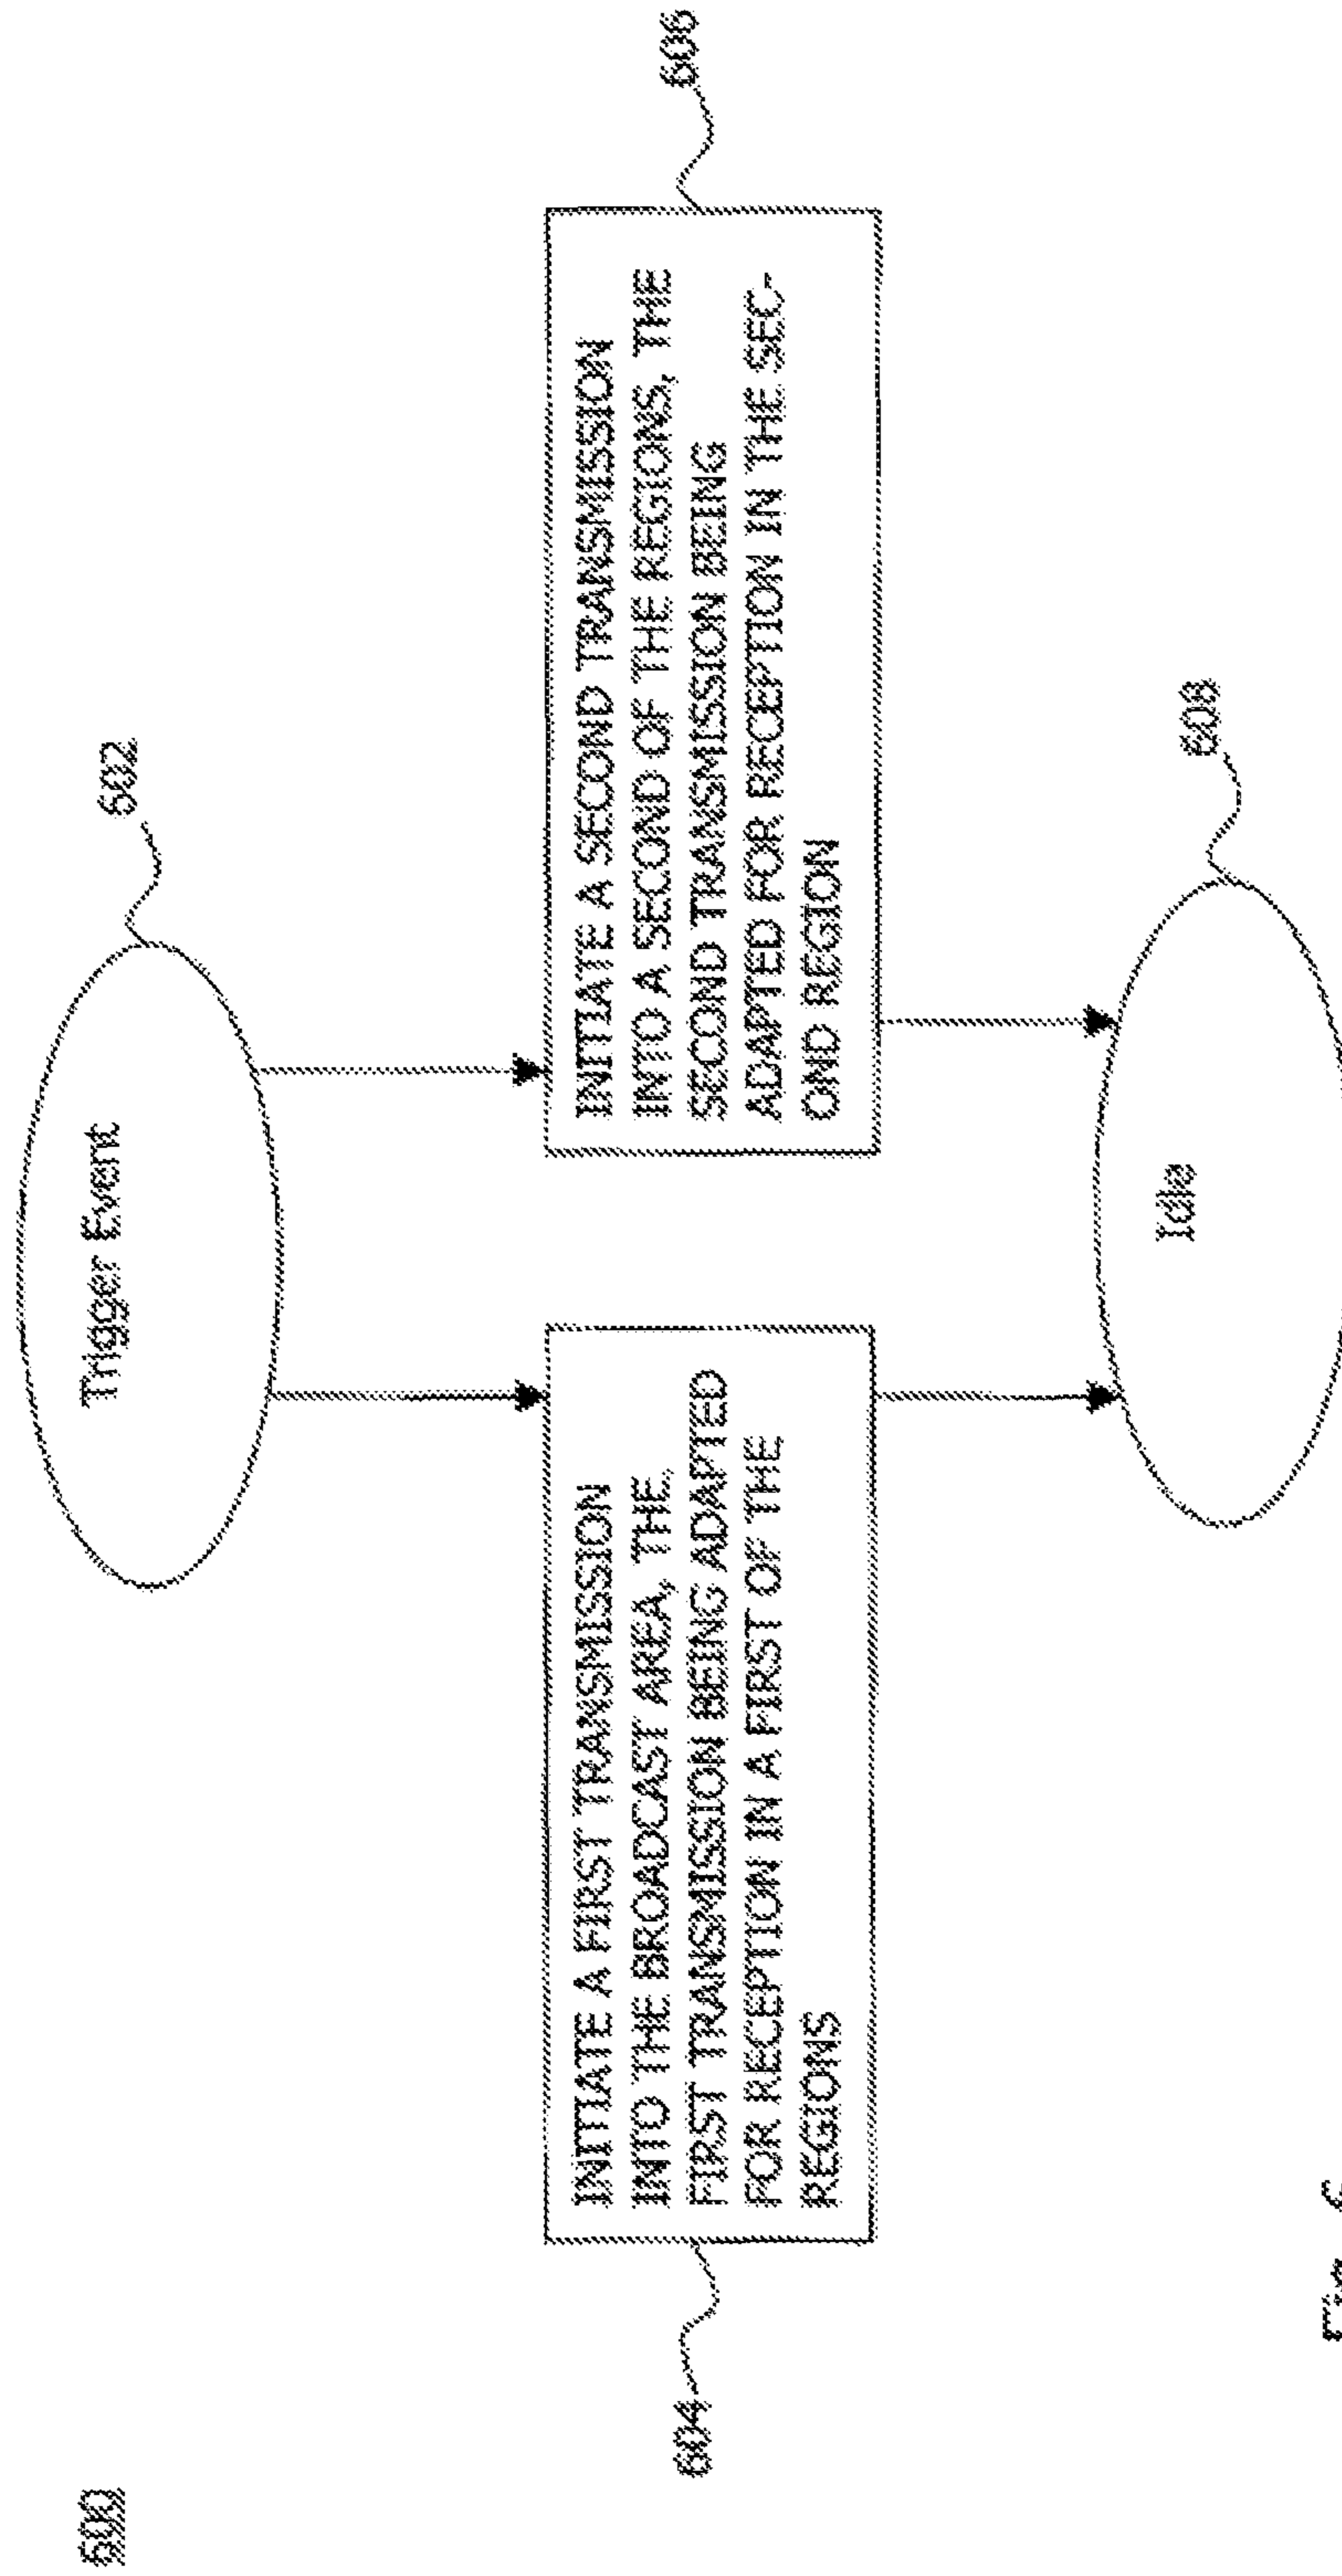 600
Trigger Event
602
INITIATE A FIRST TRANSMISSION
INTO THE BROADCAST AREA, THE
FIRST TRANSMISSION BEING ADAPTED
FOR RECEPTION IN A FIRST OF THE
REGIONS
604
INITIATE A SECOND TRANSMISSION
INTO A SECOND OF THE REGIONS, THE
SECOND TRANSMISSION BEING
ADAPTED FOR RECEPTION IN THE SEC-
OND REGION
606
Idle
608
Fig. 6